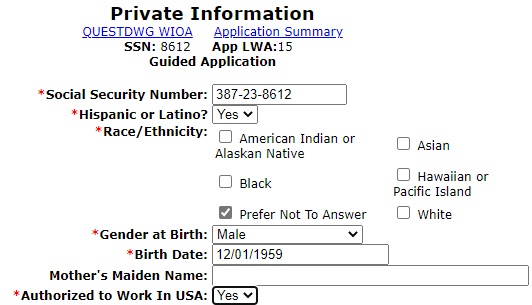 Private Information
QUESTDWG WIOA Application Summary
SSN: 8612 App LWA:15
Guided Application
*Social Security Number: 387-23-8612
*Hispanic or Latino? Yes
*Race/Ethnicity:
American Indian or Alaskan Native
Asian
Black
Hawaiian or Pacific Island
Prefer Not To Answer
White
*Gender at Birth: Male
*Birth Date: 12/01/1959
Mother's Maiden Name:
*Authorized to Work In USA: Yes